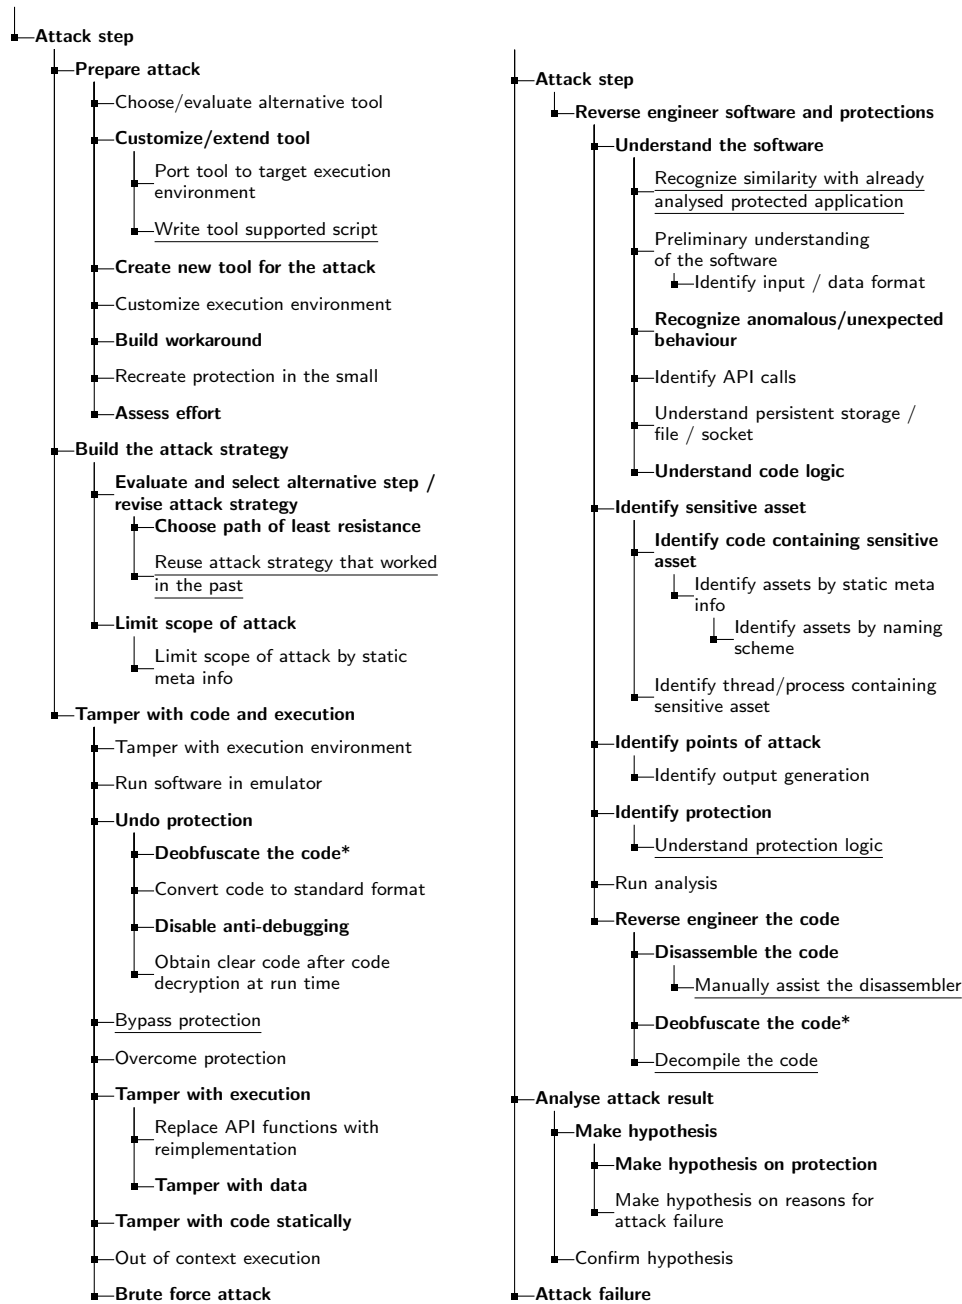 Attack step
Prepare attack
Choose/evaluate alternative tool
Customize/extend tool
Port tool to target execution
environment
Write tool supported script
Create new tool for the attack
Customize execution environment
Build workaround
Recreate protection in the small
Assess effort
Build the attack strategy
Evaluate and select alternative step /
revise attack strategy
Choose path of least resistance
Reuse attack strategy that worked
in the past
Limit scope of attack
Limit scope of attack by static
meta info
Tamper with code and execution
Tamper with execution environment
Run software in emulator
Undo protection
Deobfuscate the code*
Convert code to standard format
Disable anti-debugging
Obtain clear code after code
decryption at run time
Bypass protection
Overcome protection
Tamper with execution
Replace API functions with
reimplementation
Tamper with data
Tamper with code statically
Out of context execution
Brute force attack
Attack step
Reverse engineer software and protections
Understand the software
Recognize similarity with already
analysed protected application
Preliminary understanding
of the software
Identify input / data format
Recognize anomalous/unexpected
behaviour
Identify API calls
Understand persistent storage /
file / socket
Understand code logic
Identify sensitive asset
Identify code containing sensitive
asset
Identify assets by static meta
info
Identify assets by naming
scheme
Identify thread/process containing
sensitive asset
Identify points of attack
Identify output generation
Identify protection
Understand protection logic
Run analysis
Reverse engineer the code
Disassemble the code
Manually assist the disassembler
Deobfuscate the code*
Decompile the code
Analyse attack result
Make hypothesis
Make hypothesis on protection
Make hypothesis on reasons for
attack failure
Confirm hypothesis
Attack failure